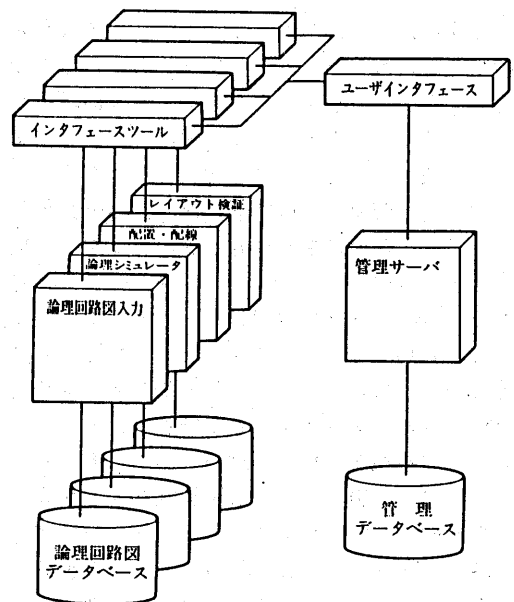 ユーザインタフェース
インタフェースツール
レイアウト検証
配置・配線
論理シミュレータ
論理回路図入力
管理サーバ
論理回路図
データベース
管理
データベース